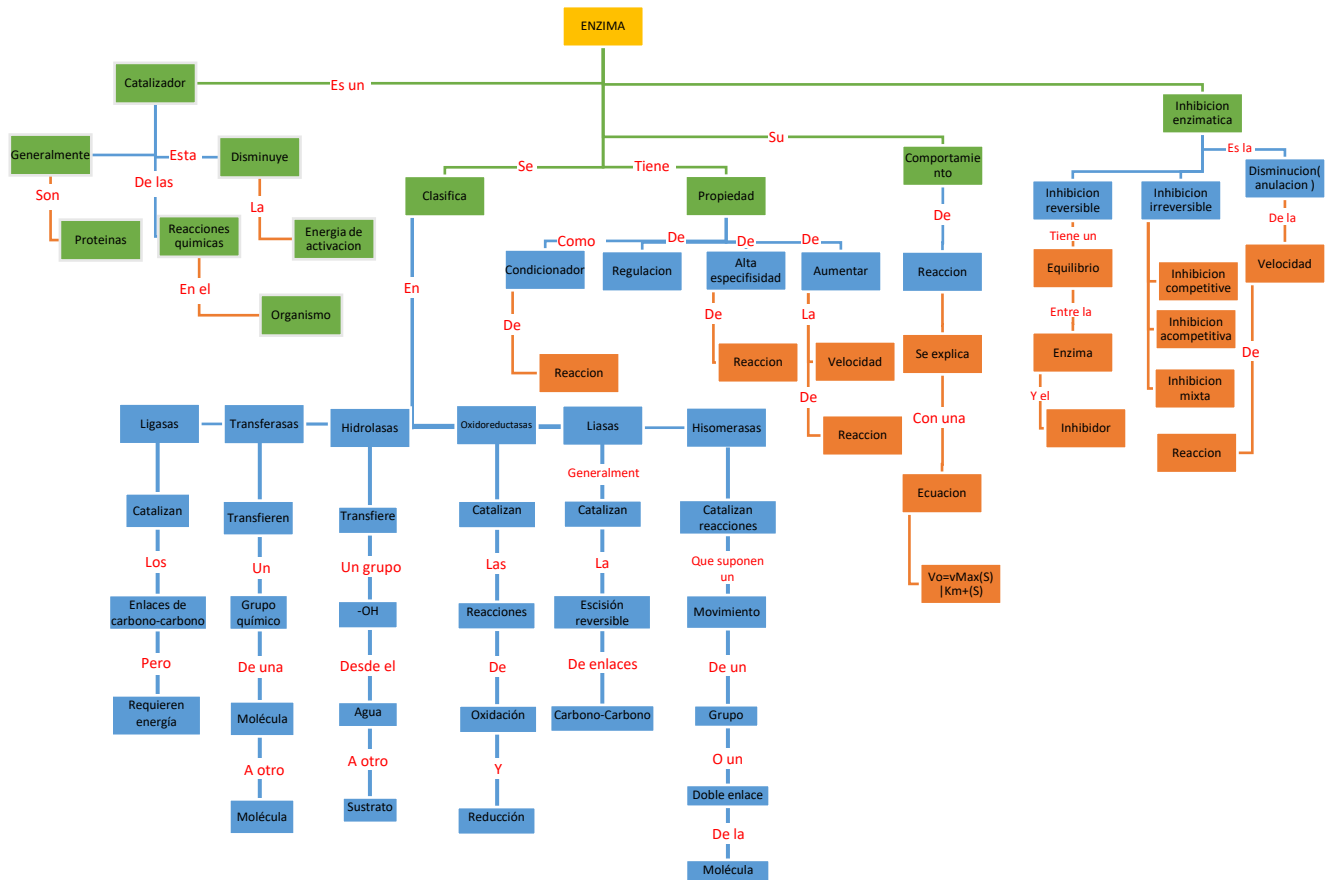 ENZIMA
Catalizador
Es un
Inhibicion
enzimatica
Generalmente
Esta
Disminuye
Su
Es la
Son
De las
La
Se
Tiene
Comportamie
nto
Disminucion(
anulacion )
Clasifica
Propiedad
Inhibicion
reversible
Inhibicion
irreversible
Proteinas
Reacciones
quimicas
Energia de
activacion
De
De la
Como
De
De
De
Tiene un
Condicionador
Regulacion
Alta
especifisidad
Aumentar
Reaccion
Equilibrio
Inhibicion
competitive
Velocidad
En el
En
Organismo
Entre la
De
De
La
Inhibicion
acompetitiva
Reaccion
Reaccion
Velocidad
Se explica
Enzima
De
Inhibicion
mixta
De
Y el
Con una
Inhibidor
Reaccion
Reaccion
Ligasas
Transferasas
Hidrolasas
Oxidoreductasas
Liasas
Hisomerasas
Generalment
Ecuacion
Catalizan
Transfieren
Transfiere
Catalizan
Catalizan
Catalizan
reacciones
Los
Un
Un grupo
Las
La
Que suponen
un
Vo=vMax(S)
|Km+(S)
Enlaces de
carbono-carbono
Grupo
químico
-OH
Reacciones
Escisión
reversible
Movimiento
Pero
De una
Desde el
De
De enlaces
De un
Requieren
energía
Molécula
Agua
Oxidación
Carbono-Carbono
Grupo
A otro
A otro
Y
O un
Molécula
Sustrato
Reducción
Doble enlace
De la
Molécula